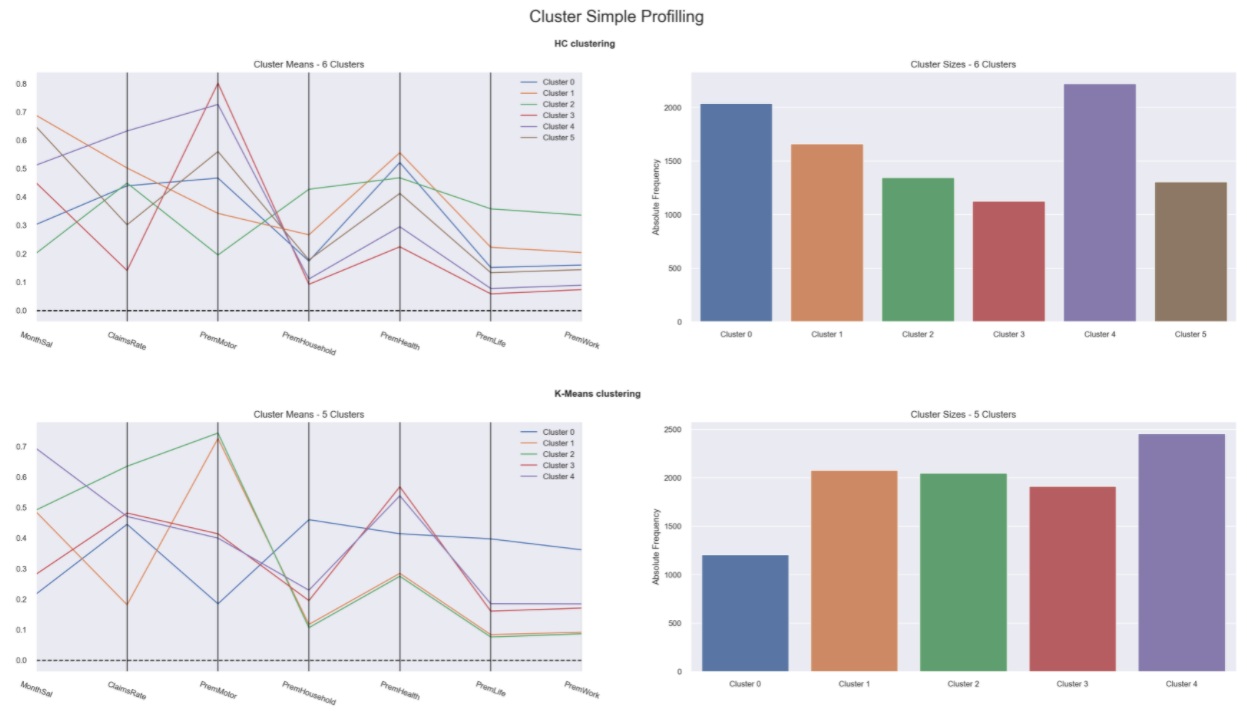 Cluster Simple Profilling
HC clustering
Cluster Means - 6 Clusters
0.8
0.7
0.6
0.5
0.4
0.3
0.2
0.1
0.0
Cluster 0
Cluster 1
Cluster 2
Cluster 3
Cluster 4
Cluster 5
MonthSal
ClaimsRate
PremMotor
PremHousehold
PremHealth
PremLife
PremWork
Cluster Sizes - 6 Clusters
Absolute Frequency
2000
1500
1000
500
0
Cluster 0
Cluster 1
Cluster 2
Cluster 3
Cluster 4
Cluster 5
K-Means clustering
Cluster Means - 5 Clusters
0.7
0.6
0.5
0.4
0.3
0.2
0.1
0.0
Cluster 0
Cluster 1
Cluster 2
Cluster 3
Cluster 4
MonthSal
ClaimsRate
PremMotor
PremHousehold
PremHealth
PremLife
PremWork
Cluster Sizes - 5 Clusters
Absolute Frequency
2500
2000
1500
1000
500
0
Cluster 0
Cluster 1
Cluster 2
Cluster 3
Cluster 4